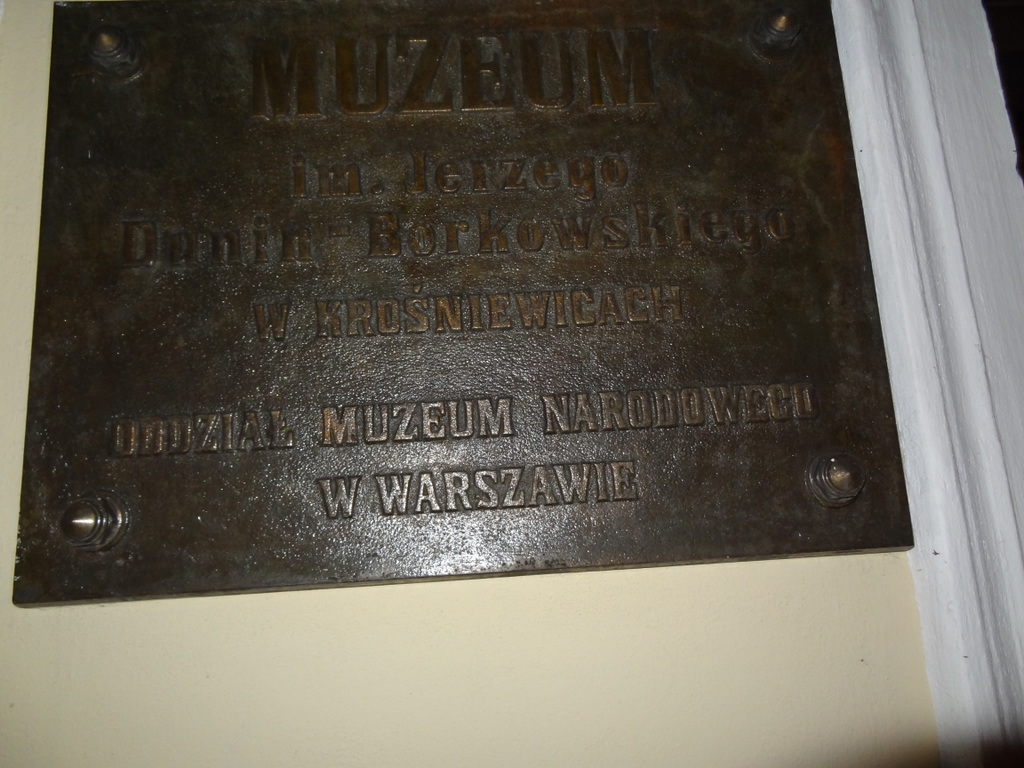 MUZEUM
im. Jerzego
Dunin-Borkowskiego
W KROŚNIEWICACH
ODDZIAŁ MUZEUM NARODOWEGO
W WARSZAWIE